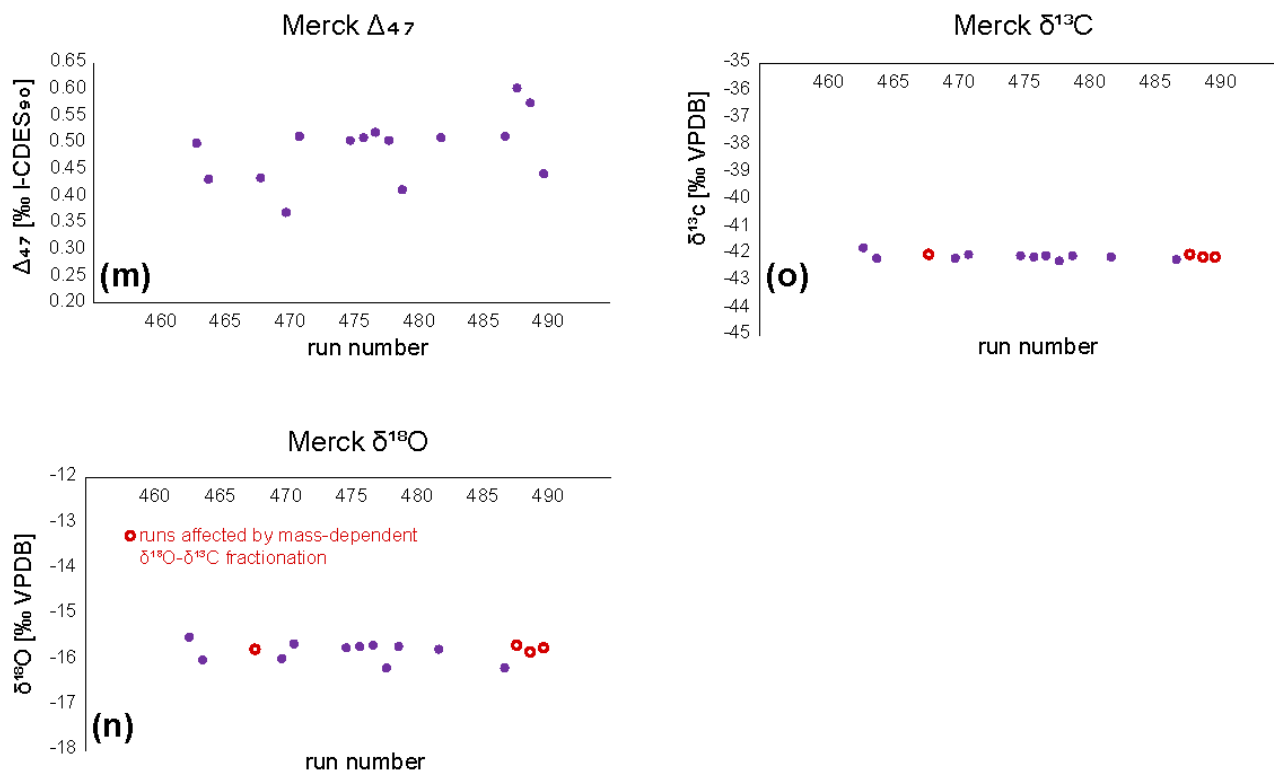 Merck Δ₄₇
0.65
0.60
0.55
0.50
0.45
0.40
0.35
0.30
0.25
0.20
Δ₄₇ [‰ I-CDES₉₀]
(m)
460 465 470 475 480 485 490
run number
Merck δ¹³C
-35
-36
-37
-38
-39
-40
-41
-42
-43
-44
-45
δ¹³c [‰ VPDB]
460 465 470 475 480 485 490
(o)
run number
Merck δ¹⁸O
-12
-13
-14
-15
-16
-17
-18
δ¹⁸O [‰ VPDB]
460 465 470 475 480 485 490
runs affected by mass-dependent
δ¹⁸O-δ¹³C fractionation
(n)
run number